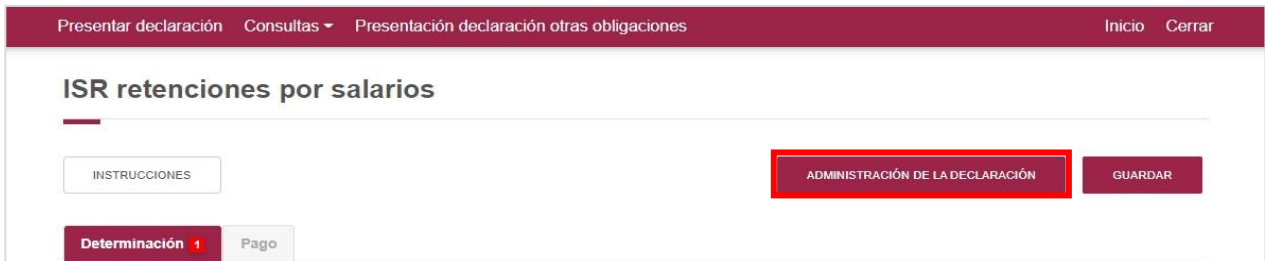 Presentar declaración Consultas Presentación declaración otras obligaciones Inicio Cerrar
ISR retenciones por salarios
INSTRUCCIONES ADMINISTRACIÓN DE LA DECLARACIÓN GUARDAR
Determinación 1 Pago